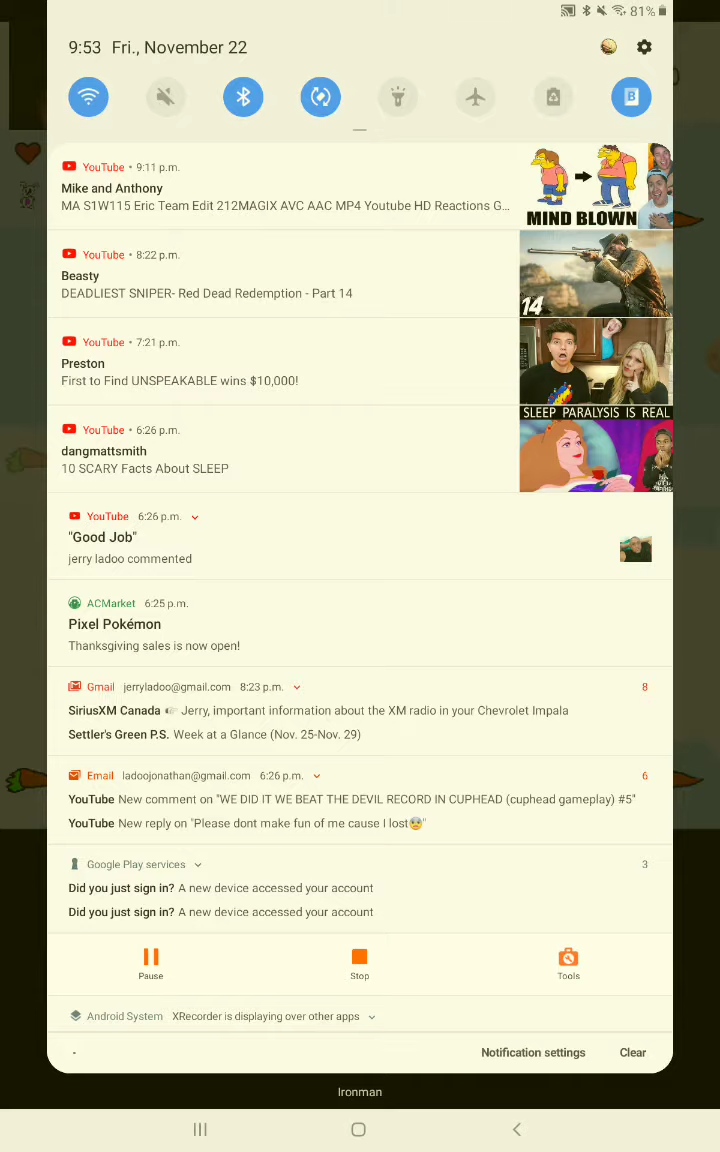 81%
9:53 Fri., November 22
YouTube • 9:11 p.m.
Mike and Anthony
MA S1W115 Eric Team Edit 212MAGIX AVC AAC MP4 Youtube HD Reactions G...
MIND BLOWN
YouTube • 8:22 p.m.
Beasty
DEADLIEST SNIPER- Red Dead Redemption - Part 14
14
YouTube • 7:21 p.m.
Preston
First to Find UNSPEAKABLE wins $10,000!
YouTube • 6:26 p.m.
dangmattsmith
10 SCARY Facts About SLEEP
SLEEP PARALYSIS IS REAL
YouTube 6:26 p.m.
"Good Job"
jerry ladoo commented
ACMarket 6:25 p.m.
Pixel Pokémon
Thanksgiving sales is now open!
Gmail jerryladoo@gmail.com 8:23 p.m. 8
SiriusXM Canada 👉 Jerry, important information about the XM radio in your Chevrolet Impala
Settler's Green P.S. Week at a Glance (Nov. 25-Nov. 29)
Email ladoojonathan@gmail.com 6:26 p.m. 6
YouTube New comment on "WE DID IT WE BEAT THE DEVIL RECORD IN CUPHEAD (cuphead gameplay) #5"
YouTube New reply on "Please dont make fun of me cause I lost😨"
Google Play services 3
Did you just sign in? A new device accessed your account
Did you just sign in? A new device accessed your account
Pause Stop Tools
Android System XRecorder is displaying over other apps
Notification settings Clear
Ironman